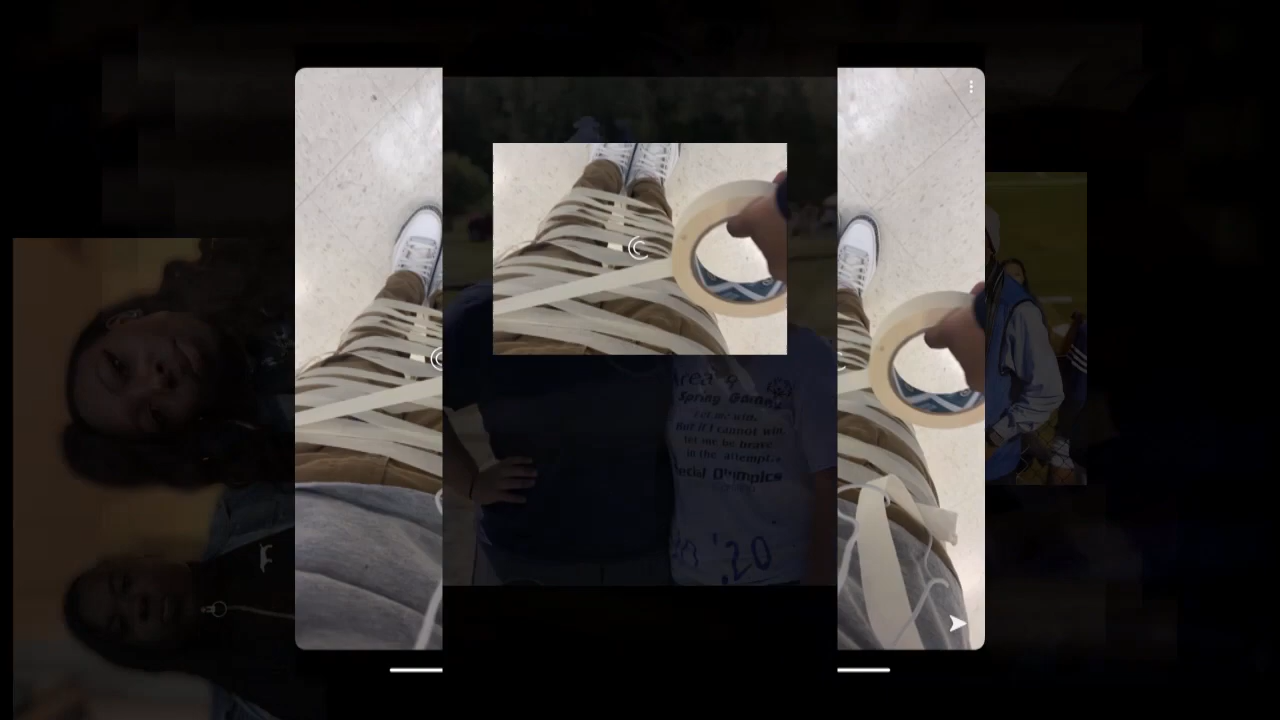 Area 4
Spring Games
Let me win.
But if I cannot win
let me be brave
in the attempt.
Special Olympics
'20